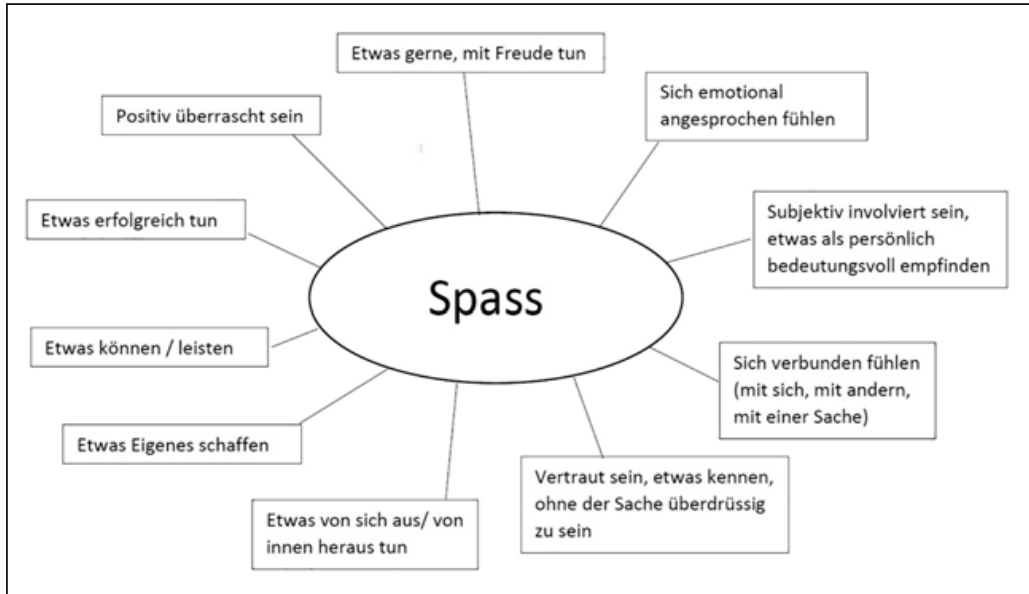 Etwas gerne, mit Freude tun
Sich emotional
angesprochen fühlen
Positiv überrascht sein
Subjektiv involviert sein,
etwas als persönlich
bedeutungsvoll empfinden
Etwas erfolgreich tun
Spass
Etwas können / leisten
Sich verbunden fühlen
(mit sich, mit andern,
mit einer Sache)
Etwas Eigenes schaffen
Vertraut sein, etwas kennen,
ohne der Sache überdrüssig
zu sein
Etwas von sich aus/ von
innen heraus tun